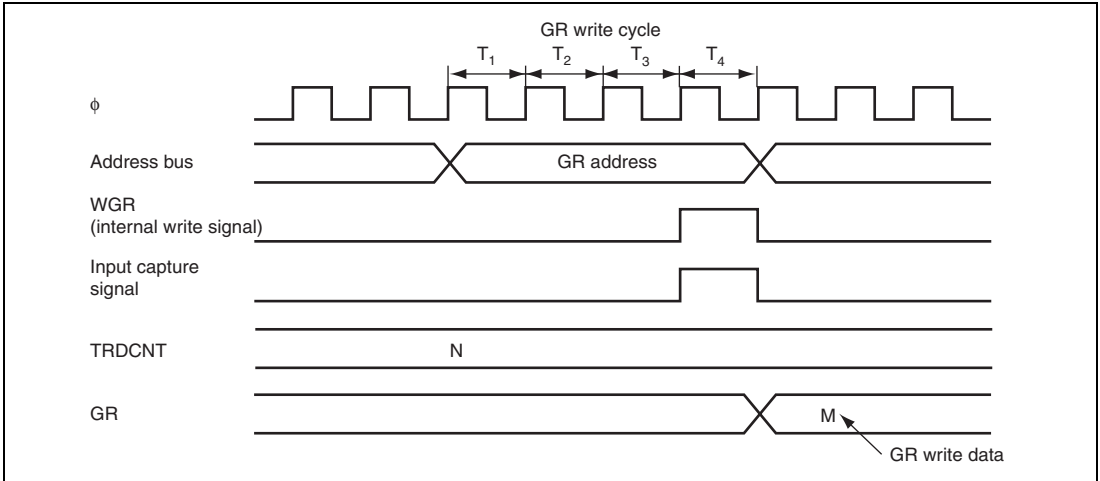 GR write cycle
T1 T2 T3 T4
ϕ
Address bus
GR address
WGR
(internal write signal)
Input capture
signal
TRDCNT
N
GR
M
GR write data